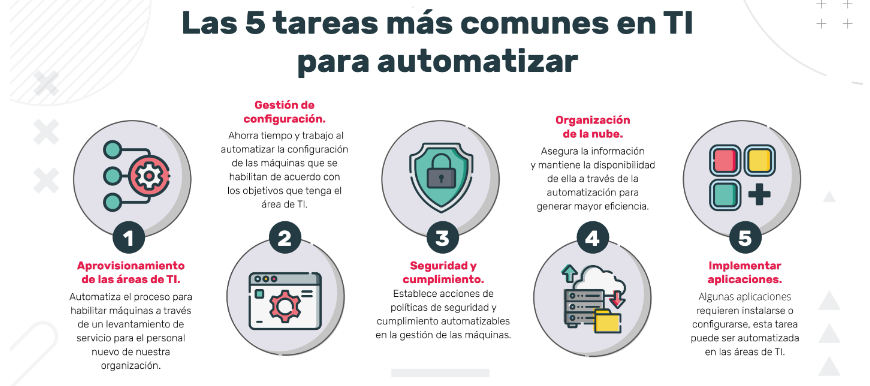 Las 5 tareas más comunes en TI
para automatizar
1
Aprovisionamiento
de las áreas de TI.
Automatiza el proceso para
habilitar máquinas a través
de un levantamiento de
servicio para el personal
nuevo de nuestra
organización.
Gestión de
configuración.
Ahorra tiempo y trabajo al
automatizar la configuración
de las máquinas que se
habilitan de acuerdo con
los objetivos que tenga el
área de TI.
2
3
Seguridad y
cumplimiento.
Establece acciones de
políticas de seguridad y
cumplimiento automatizables
en la gestión de las máquinas.
Organización
de la nube.
Asegura la información
y mantiene la disponibilidad
de ella a través de la
automatización para
generar mayor eficiencia.
4
5
Implementar
aplicaciones.
Algunas aplicaciones
requieren instalarse o
configurarse, esta tarea
puede ser automatizada
en las áreas de TI.